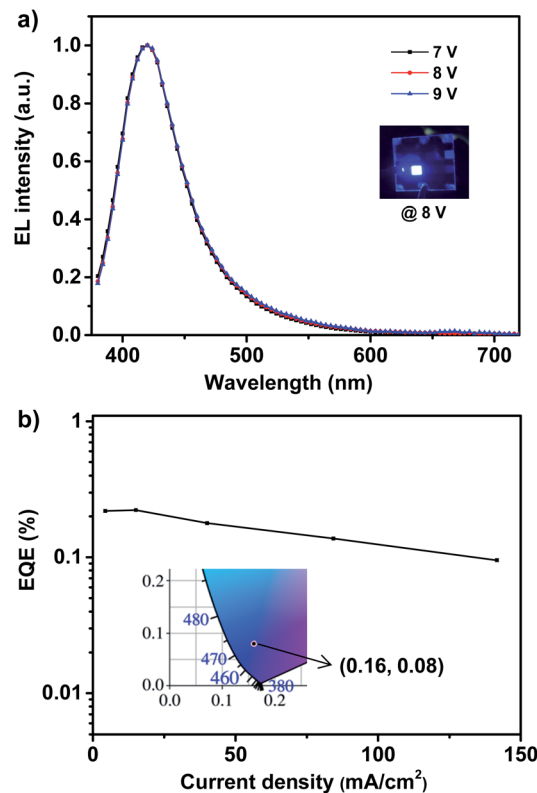 a)
EL intensity (a.u.)
1.0
0.8
0.6
0.4
0.2
0.0
7 V
8 V
9 V
@ 8 V
400
500
600
700
Wavelength (nm)
b)
EQE (%)
1
0.1
0.01
0.2
0.1
0.0
480
470
460
380
0.0
0.1
0.2
(0.16, 0.08)
0
50
100
150
Current density (mA/cm²)